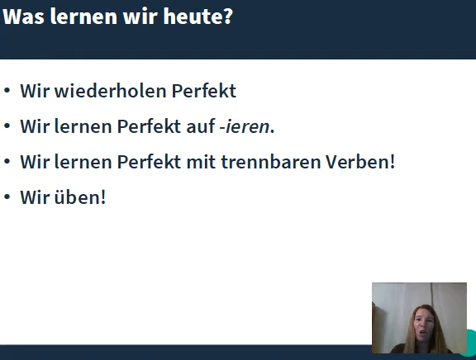 Was lernen wir heute?
• Wir wiederholen Perfekt
• Wir lernen Perfekt auf -ieren.
• Wir lernen Perfekt mit trennbaren Verben!
• Wir üben!